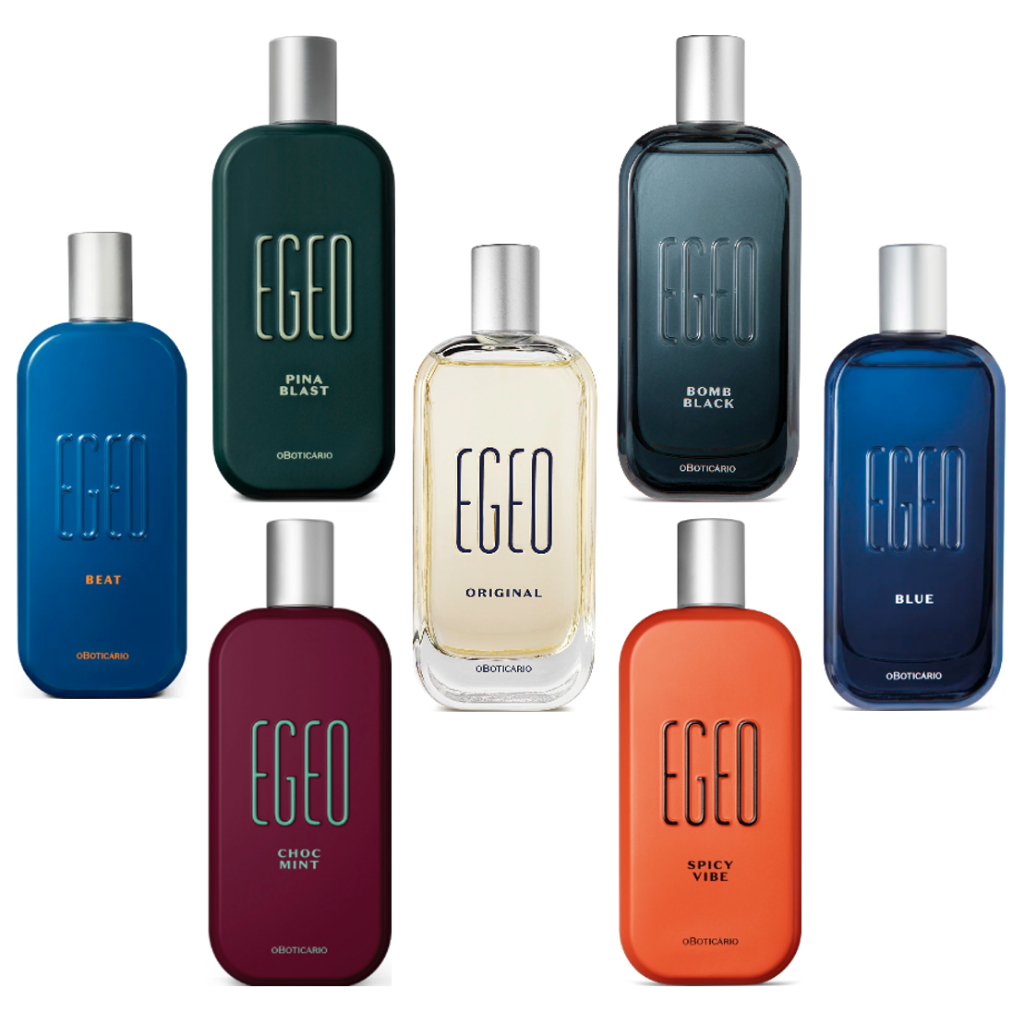 EGEO
PINA
BLAST
OBOTICÁRIO
EGEO
BOMB
BLACK
OBOTICÁRIO
EGEO
BEAT
OBOTICÁRIO
EGEO
ORIGINAL
OBOTICÁRIO
EGEO
BLUE
OBOTICÁRIO
EGEO
CHOC
MINT
OBOTICÁRIO
EGEO
SPICY
VIBE
OBOTICÁRIO